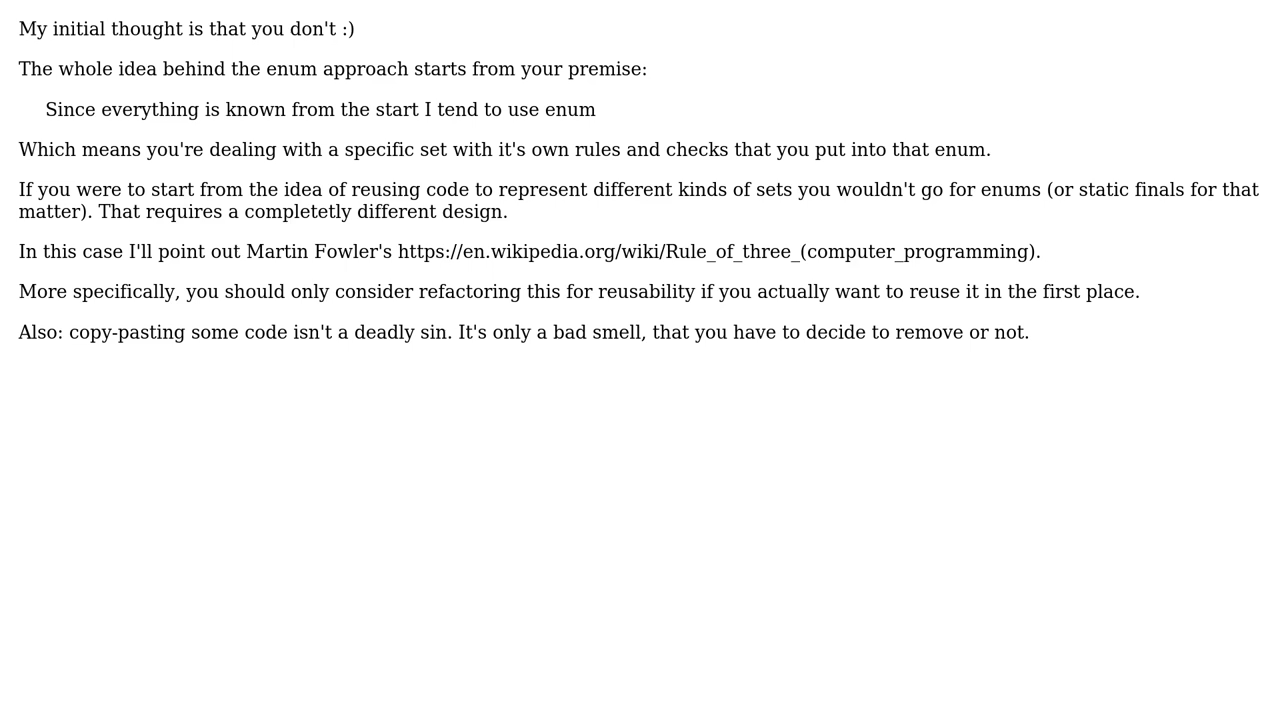 My initial thought is that you don't :)
The whole idea behind the enum approach starts from your premise:
Since everything is known from the start I tend to use enum
Which means you're dealing with a specific set with it's own rules and checks that you put into that enum.
If you were to start from the idea of reusing code to represent different kinds of sets you wouldn't go for enums (or static finals for that
matter). That requires a completetly different design.
In this case I'll point out Martin Fowler's https://en.wikipedia.org/wiki/Rule_of_three_(computer_programming).
More specifically, you should only consider refactoring this for reusability if you actually want to reuse it in the first place.
Also: copy-pasting some code isn't a deadly sin. It's only a bad smell, that you have to decide to remove or not.